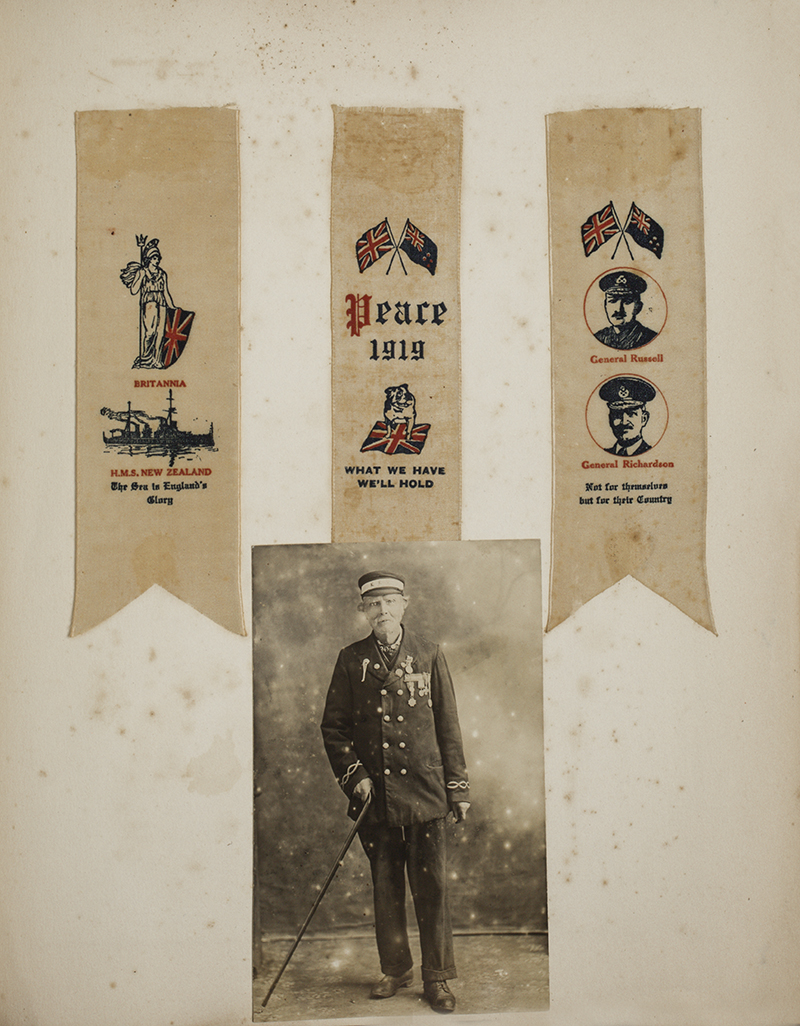 BRITANNIA
H.M.S. NEW ZEALAND
The Sea is England's
Glory
Peace
1919
WHAT WE HAVE
WE'LL HOLD
General Russell
General Richardson
Not for themselves
but for their Country